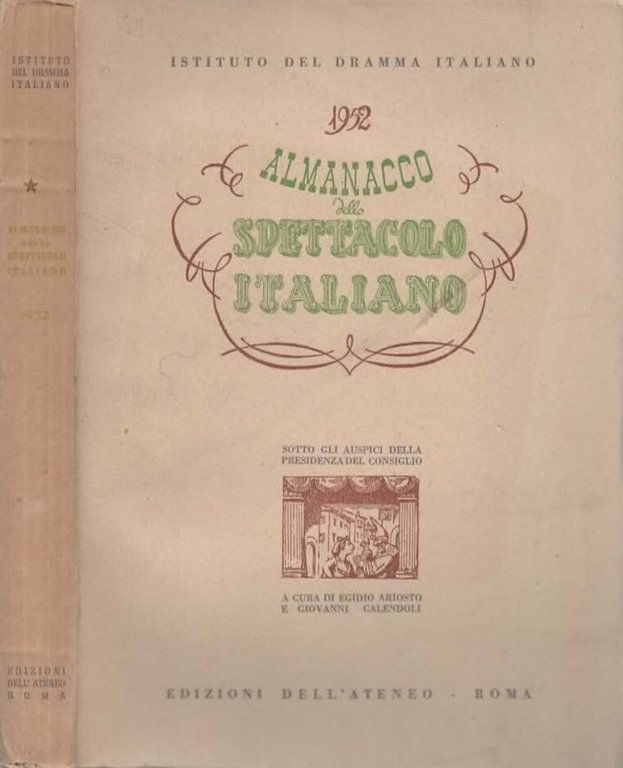 ISTITUTO
DEL DRAMMA
ITALIANO
ALMANACCO
DELLO
SPETTACOLO
ITALIANO
1952
EDIZIONI
DELL'ATENEO
ROMA
ISTITUTO DEL DRAMMA ITALIANO
1952
ALMANACCO
dello
SPETTACOLO
ITALIANO
SOTTO GLI AUSPICI DELLA
PRESIDENZA DEL CONSIGLIO
A CURA DI EGIDIO ARIOSTO
E GIOVANNI CALENDOLI
EDIZIONI DELL'ATENEO - ROMA